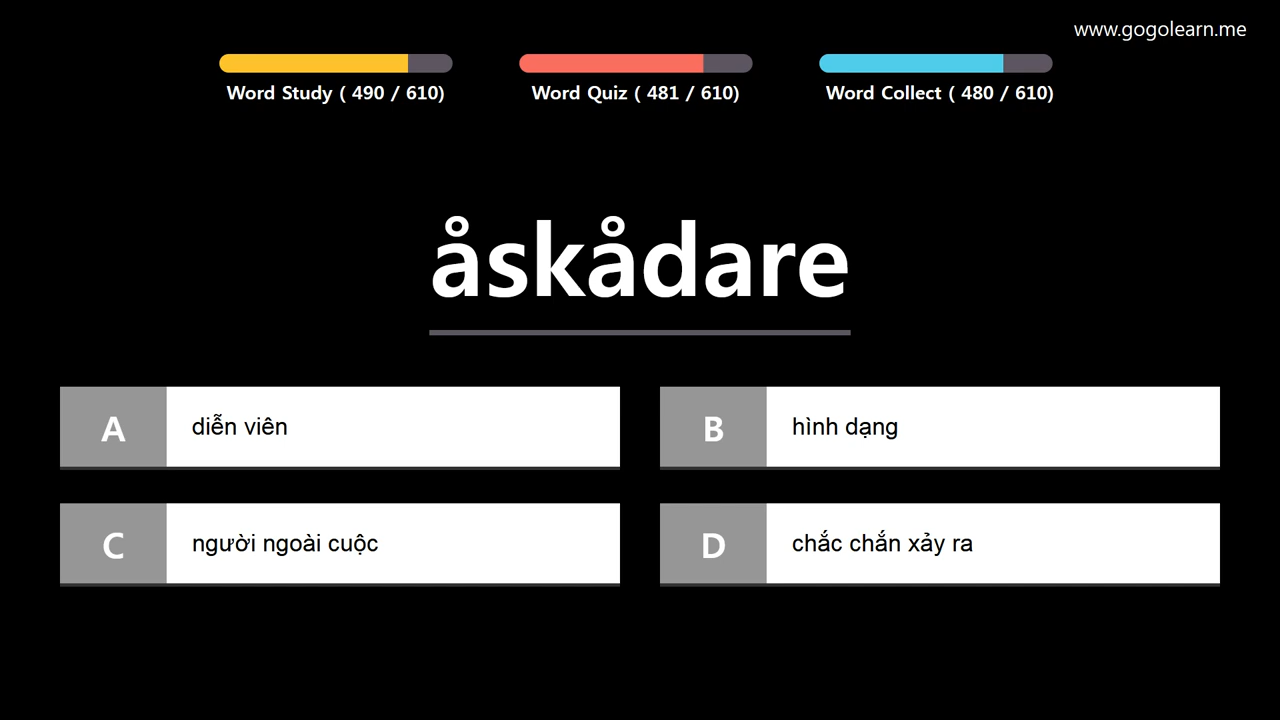 www.gogolearn.me
Word Study ( 490 / 610)
Word Quiz ( 481 / 610)
Word Collect ( 480 / 610)
åskådare
A
diễn viên
B
hình dạng
C
người ngoài cuộc
D
chắc chắn xảy ra